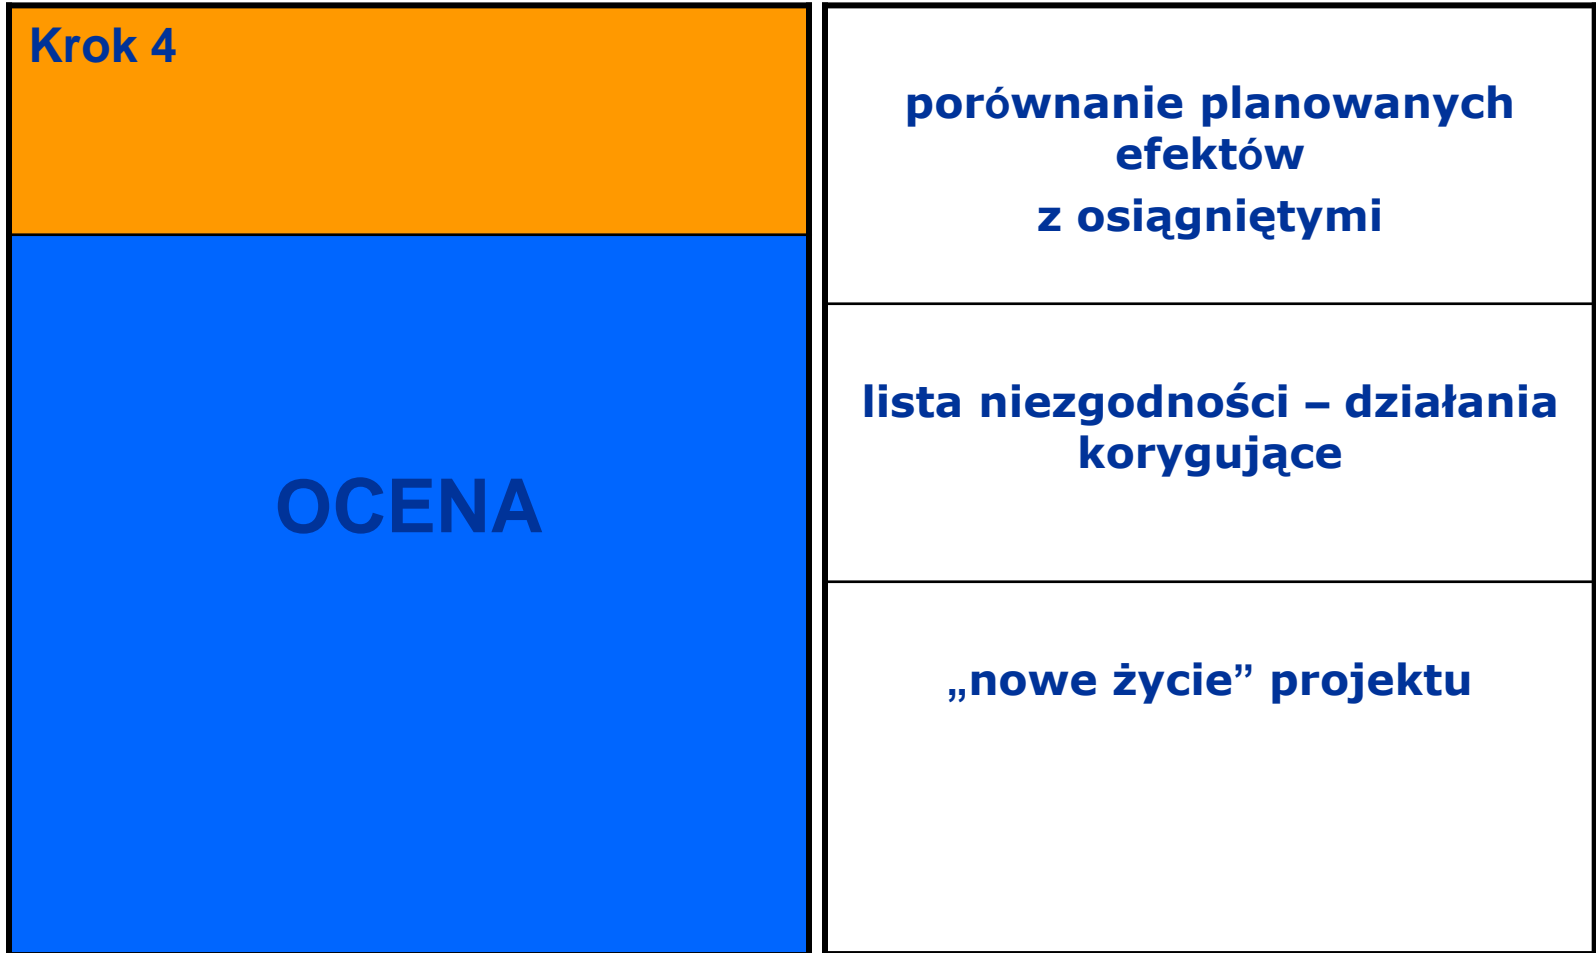 Krok 4
OCENA
porównanie planowanych
efektów
z osiągniętymi
lista niezgodności – działania
korygujące
„nowe życie” projektu